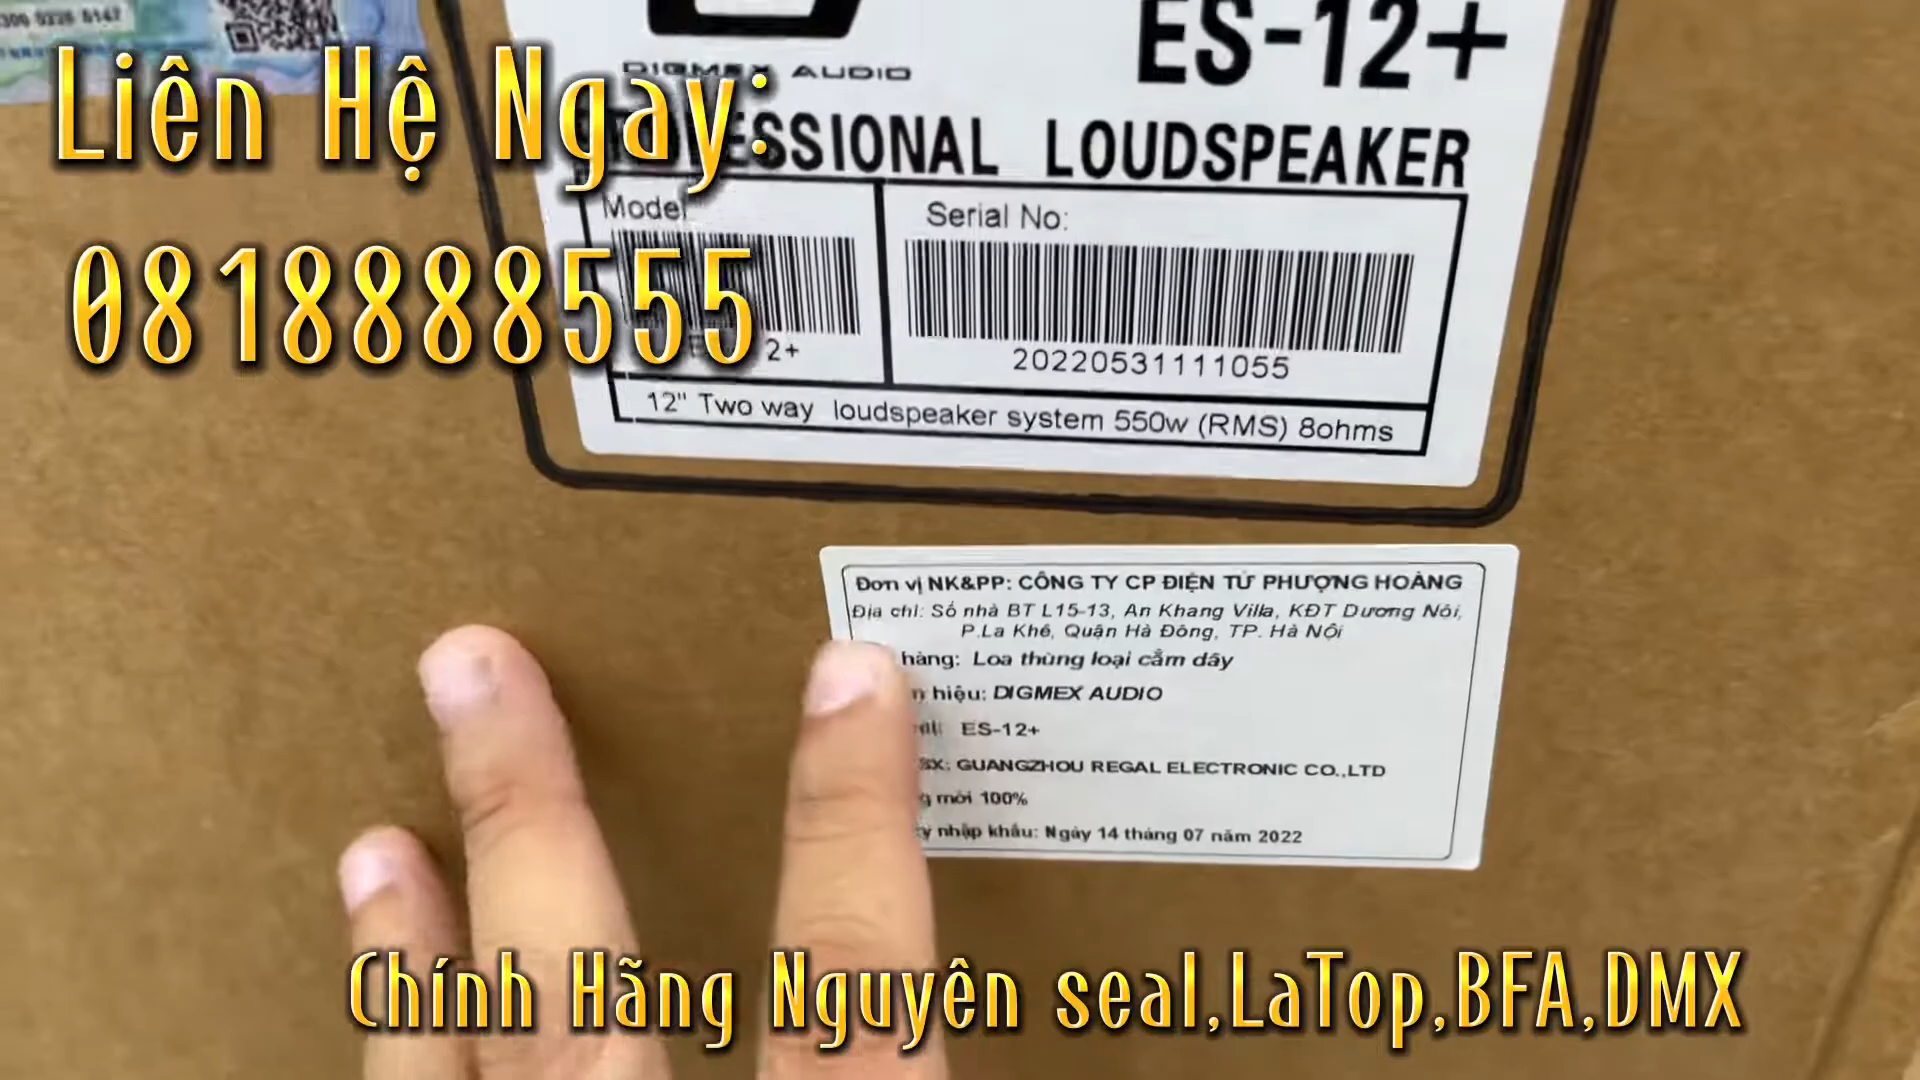 Liên Hệ Ngay:
0818888555
ES-12+
DIGMEX AUDIO
PROFESSIONAL LOUDSPEAKER
Model
Serial No:
2+
20220531111055
12" Two way loudspeaker system 550w (RMS) 8ohms
Đơn vị NK&PP: CÔNG TY CP ĐIỆN TỬ PHƯỢNG HOÀNG
Địa chỉ: Số nhà BT L15-13, An Khang Villa, KĐT Dương Nội,
P.La Khê, Quận Hà Đông, TP. Hà Nội
hàng: Loa thùng loại cắm dây
hiệu: DIGMEX AUDIO
ES-12+
SX: GUANGZHOU REGAL ELECTRONIC CO.,LTD
mới 100%
nhập khẩu: Ngày 14 tháng 07 năm 2022
Chính Hãng Nguyên seal,LaTop,BFA,DMX